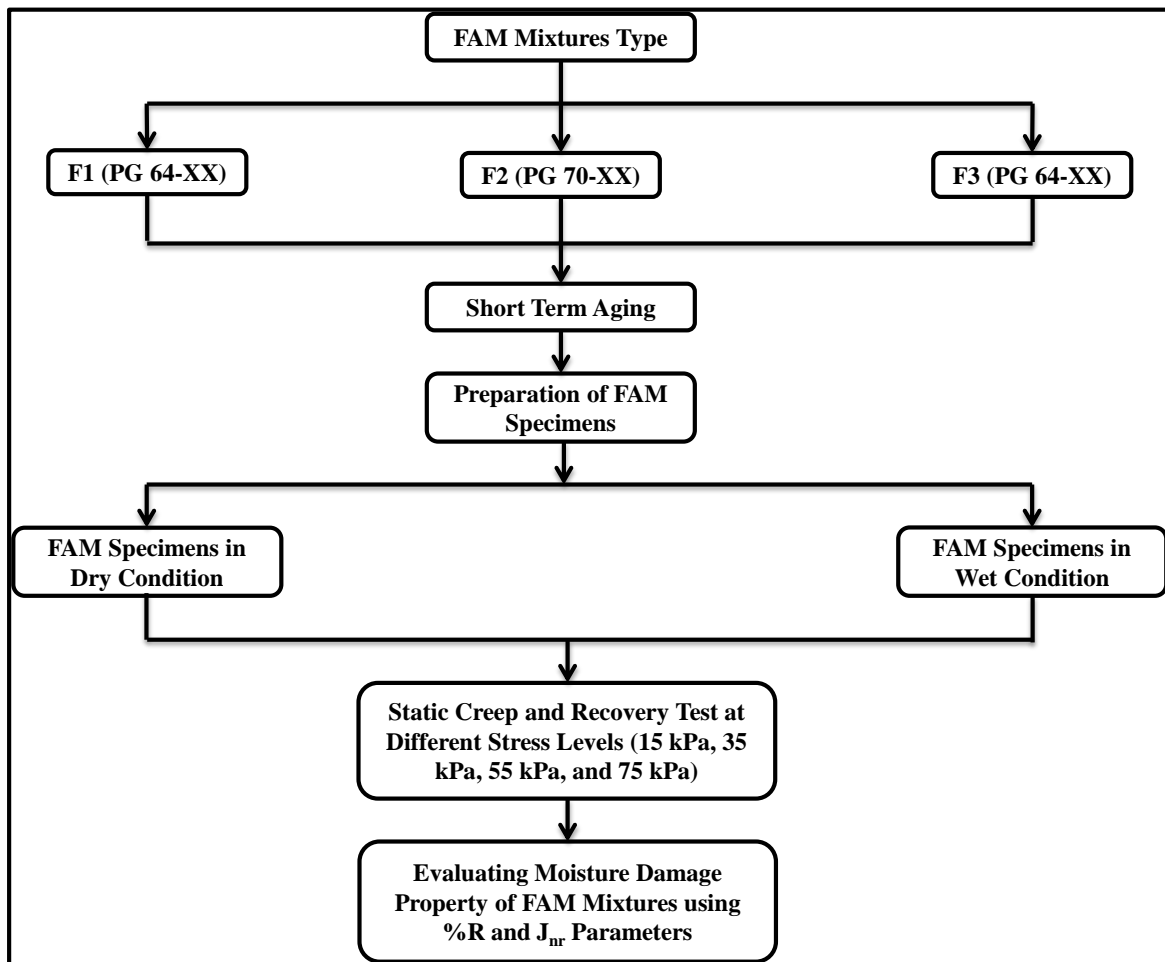 FAM Mixtures Type
F1 (PG 64-XX)
F2 (PG 70-XX)
F3 (PG 64-XX)
Short Term Aging
Preparation of FAM
Specimens
FAM Specimens in
Dry Condition
FAM Specimens in
Wet Condition
Static Creep and Recovery Test at
Different Stress Levels (15 kPa, 35
kPa, 55 kPa, and 75 kPa)
Evaluating Moisture Damage
Property of FAM Mixtures using
%R and Jnr Parameters